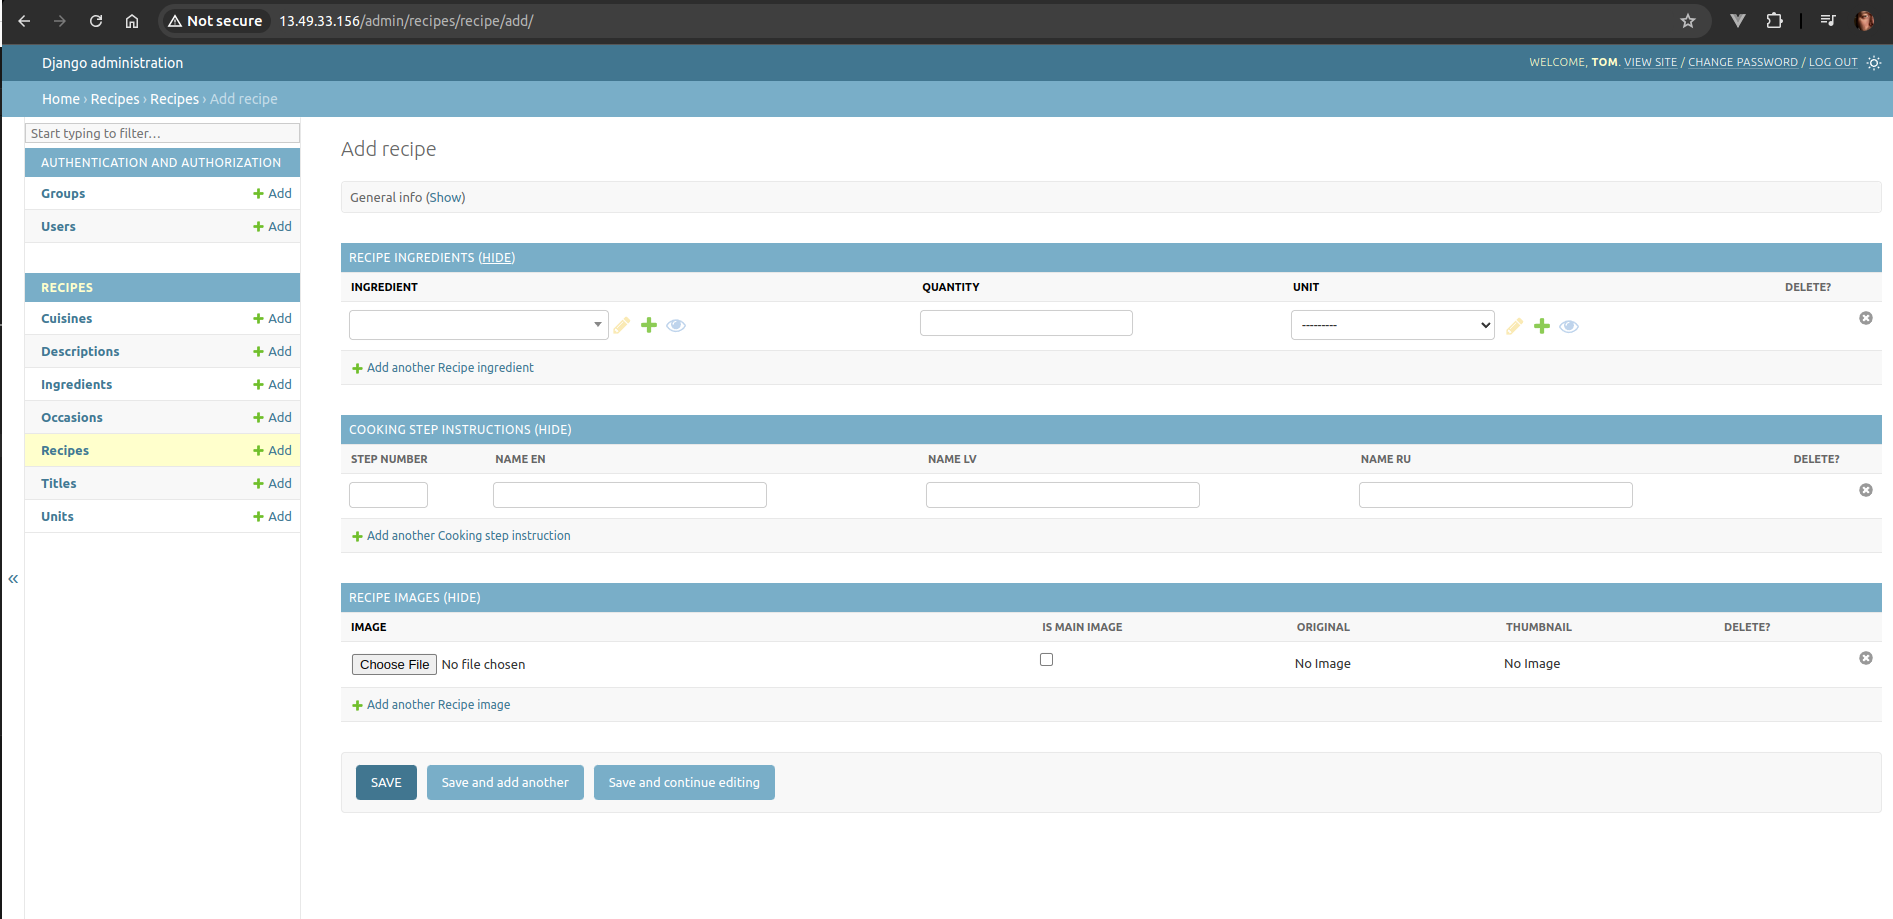 Not secure 13.49.33.156/admin/recipes/recipe/add/
Django administration
WELCOME, TOM. VIEW SITE / CHANGE PASSWORD / LOG OUT
Home › Recipes › Recipes › Add recipe
Start typing to filter...
AUTHENTICATION AND AUTHORIZATION
Groups Add
Users Add
RECIPES
Cuisines Add
Descriptions Add
Ingredients Add
Occasions Add
Recipes Add
Titles Add
Units Add
«
Add recipe
General info (Show)
RECIPE INGREDIENTS (HIDE)
INGREDIENT QUANTITY UNIT DELETE?
---------
Add another Recipe ingredient
COOKING STEP INSTRUCTIONS (HIDE)
STEP NUMBER NAME EN NAME LV NAME RU DELETE?
Add another Cooking step instruction
RECIPE IMAGES (HIDE)
IMAGE IS MAIN IMAGE ORIGINAL THUMBNAIL DELETE?
Choose File No file chosen No Image No Image
Add another Recipe image
SAVE Save and add another Save and continue editing